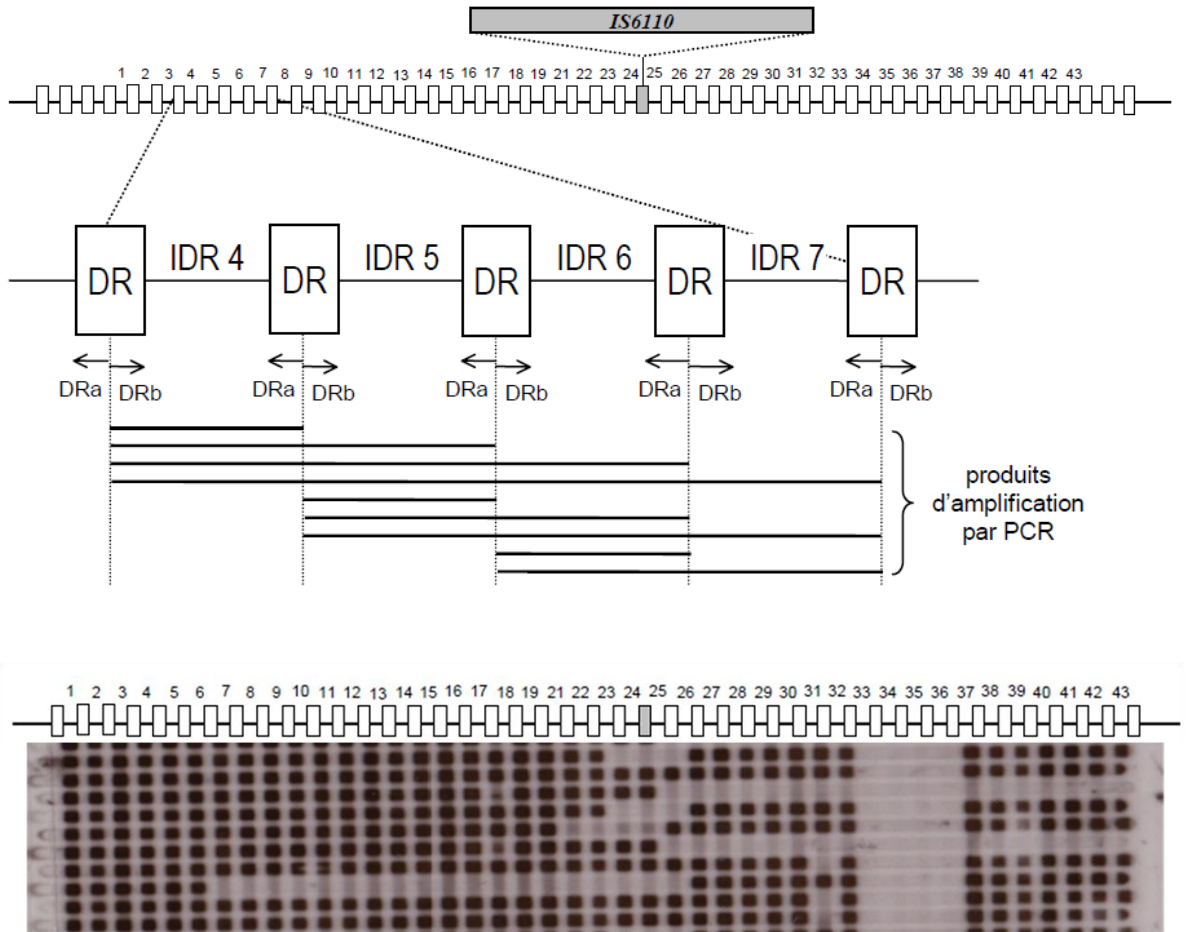 IS6110
1 2 3 4 5 6 7 8 9 10 11 12 13 14 15 16 17 18 19 21 22 23 24 25 26 27 28 29 30 31 32 33 34 35 36 37 38 39 40 41 42 43
IDR 4 IDR 5 IDR 6 IDR 7
DR DR DR DR DR
DRa DRb DRa DRb DRa DRb DRa DRb DRa DRb
produits
d'amplification
par PCR
1 2 3 4 5 6 7 8 9 10 11 12 13 14 15 16 17 18 19 21 22 23 24 25 26 27 28 29 30 31 32 33 34 35 36 37 38 39 40 41 42 43